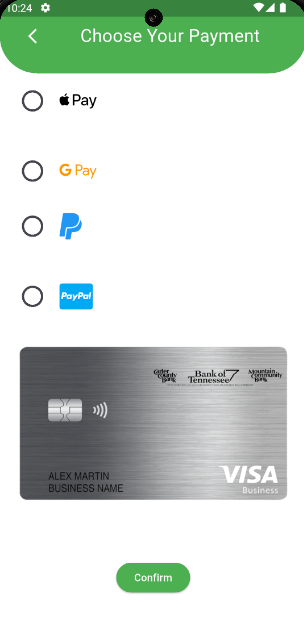 10:24
Choose Your Payment
Pay
G Pay
PayPal
Carter County Bank
Bank of Tennessee
Mountain Community Bank
ALEX MARTIN
BUSINESS NAME
VISA
Business
Confirm